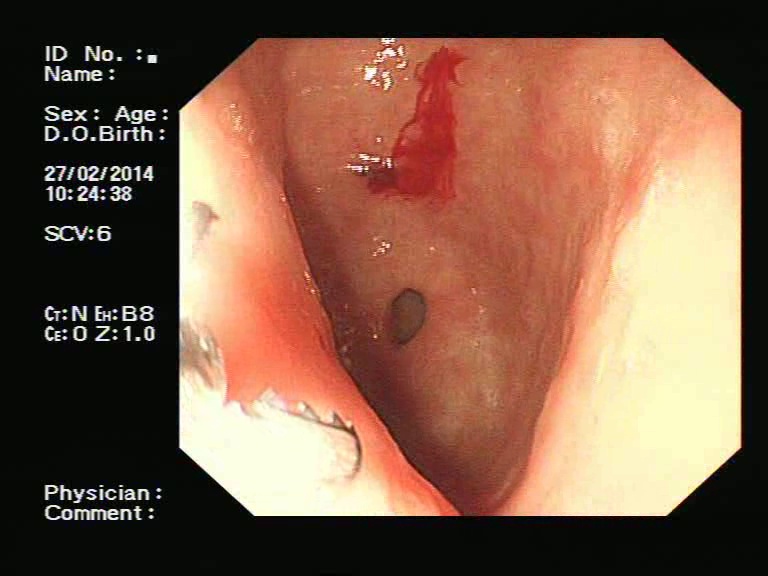 ID No. :
Name:
Sex: Age:
D.O.Birth:
27/02/2014
10:24:38
SCV:6
CT:N EH:B8
CE:0 Z:1.0
Physician:
Comment: